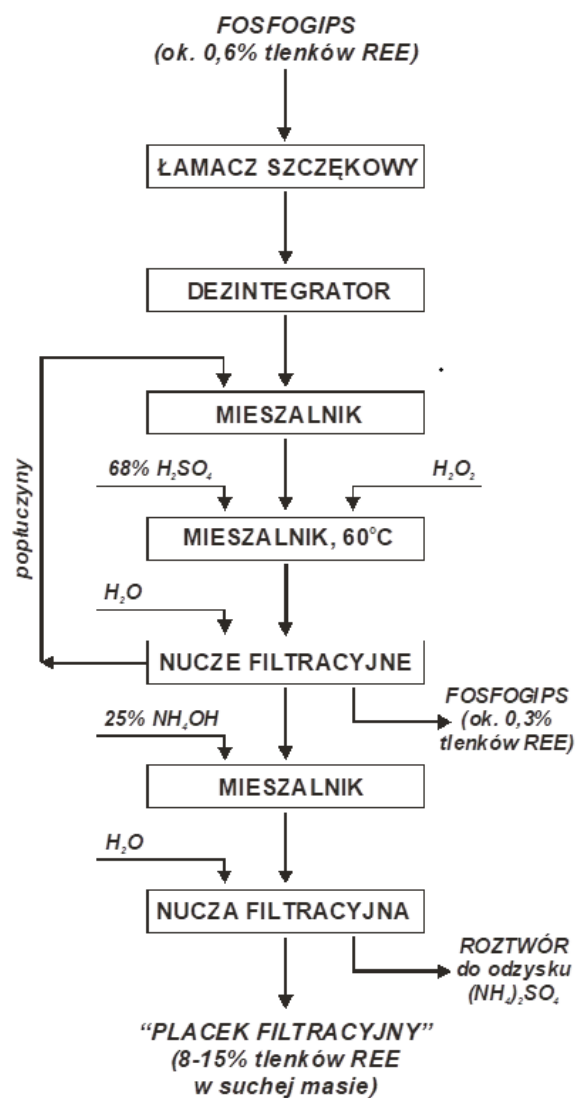 FOSFOGIPS
(ok. 0,6% tlenków REE)
ŁAMACZ SZCZĘKOWY
DEZINTEGRATOR
MIESZALNIK
popłuczyny
68% H₂SO₄
H₂O₂
MIESZALNIK, 60°C
H₂O
NUCZE FILTRACYJNE
FOSFOGIPS
(ok. 0,3%
tlenków REE)
25% NH₄OH
MIESZALNIK
H₂O
NUCZA FILTRACYJNA
ROZTWÓR
do odzysku
(NH₄)₂SO₄
“PLACEK FILTRACYJNY”
(8-15% tlenków REE
w suchej masie)